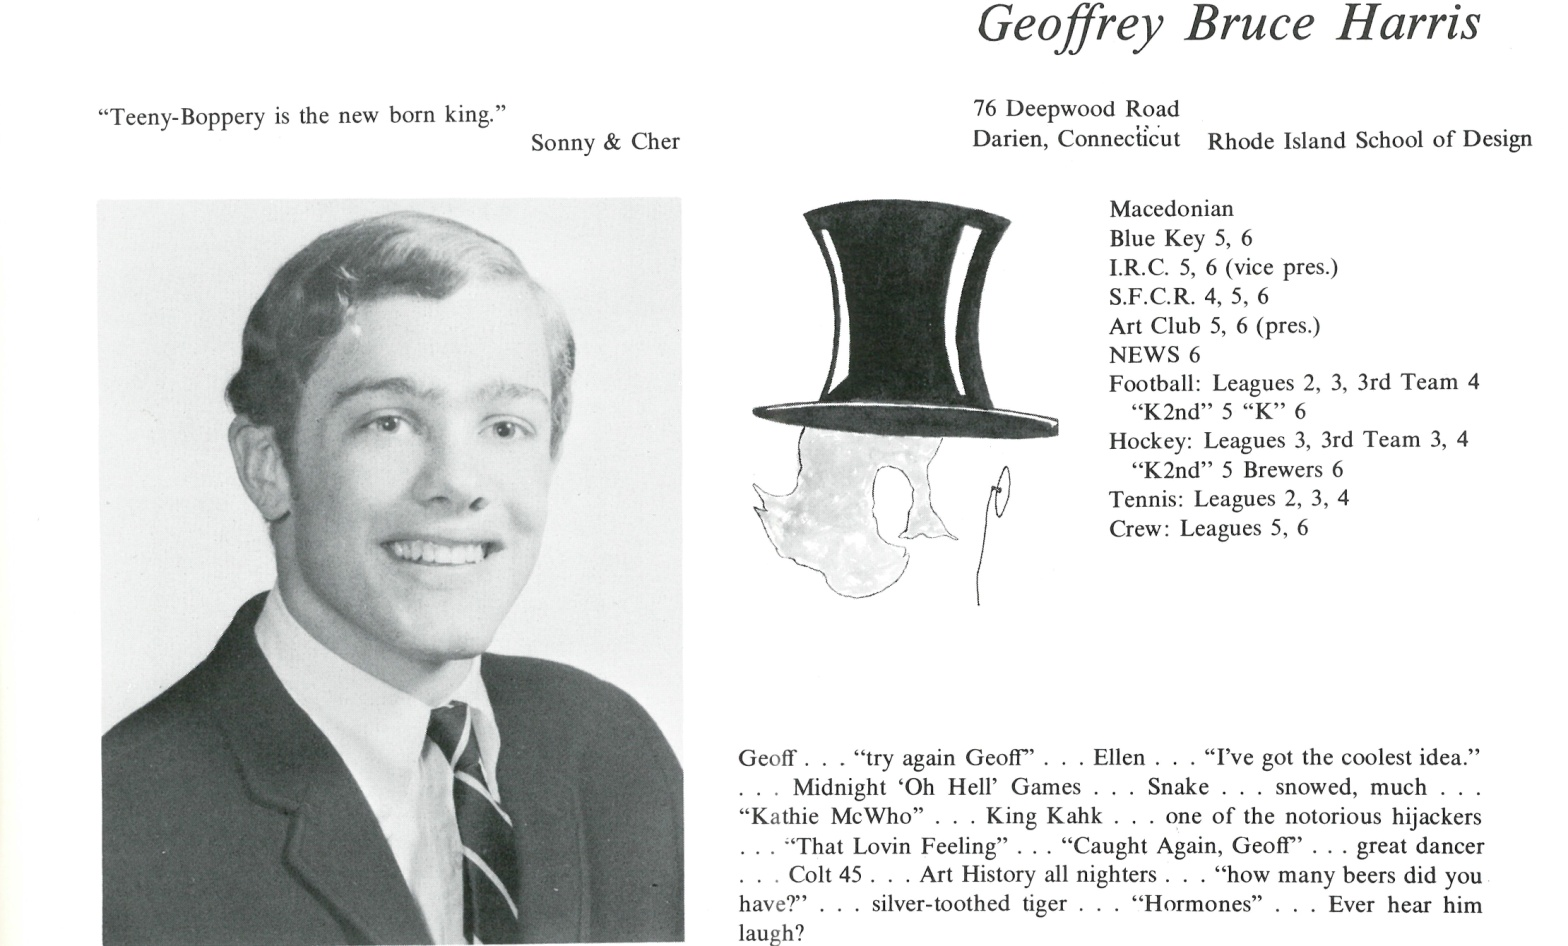 Geoffrey Bruce Harris
“Teeny-Boppery is the new born king.”
Sonny & Cher
76 Deepwood Road
Darien, Connecticut Rhode Island School of Design
Macedonian
Blue Key 5, 6
I.R.C. 5, 6 (vice pres.)
S.F.C.R. 4, 5, 6
Art Club 5, 6 (pres.)
NEWS 6
Football: Leagues 2, 3, 3rd Team 4
“K2nd” 5 “K” 6
Hockey: Leagues 3, 3rd Team 3, 4
“K2nd” 5 Brewers 6
Tennis: Leagues 2, 3, 4
Crew: Leagues 5, 6
Geoff . . . “try again Geoff” . . . Ellen . . . “I’ve got the coolest idea.”
. . . Midnight ‘Oh Hell’ Games . . . Snake . . . snowed, much . . .
“Kathie McWho” . . . King Kahk . . . one of the notorious hijackers
. . . “That Lovin Feeling” . . . “Caught Again, Geoff” . . . great dancer
. . . Colt 45 . . . Art History all nighters . . . “how many beers did you
have?” . . . silver-toothed tiger . . . “Hormones” . . . Ever hear him
laugh?